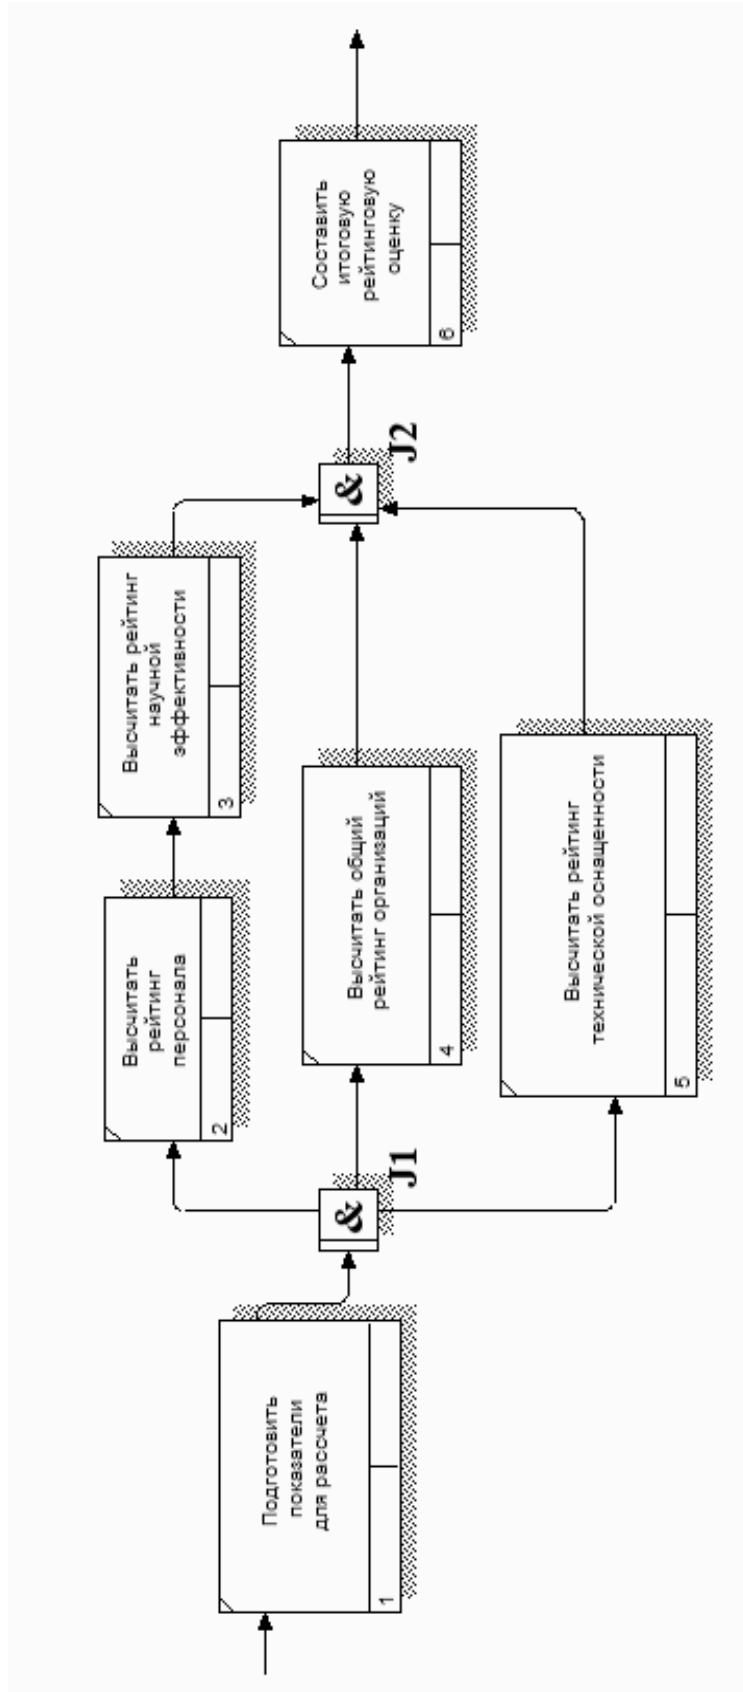 Подготовить
показатели
для рассчета
1
&
J1
Высчитать
рейтинг
персонала
2
Высчитать рейтинг
научной
эффективности
3
Высчитать общий
рейтинг организаций
4
Высчитать рейтинг
технической оснащенности
5
&
J2
Составить
итоговую
рейтинговую
оценку
6